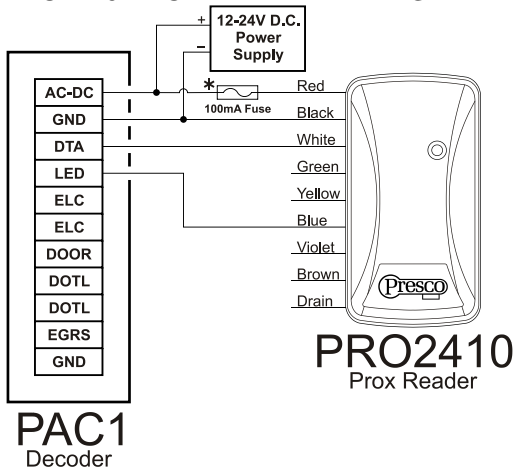 + 12-24V D.C.
Power
− Supply
AC-DC
GND
DTA
LED
ELC
ELC
DOOR
DOTL
DOTL
EGRS
GND
*
100mA Fuse
Red
Black
White
Green
Yellow
Blue
Violet
Brown
Drain
Presco
PRO2410
Prox Reader
PAC1
Decoder